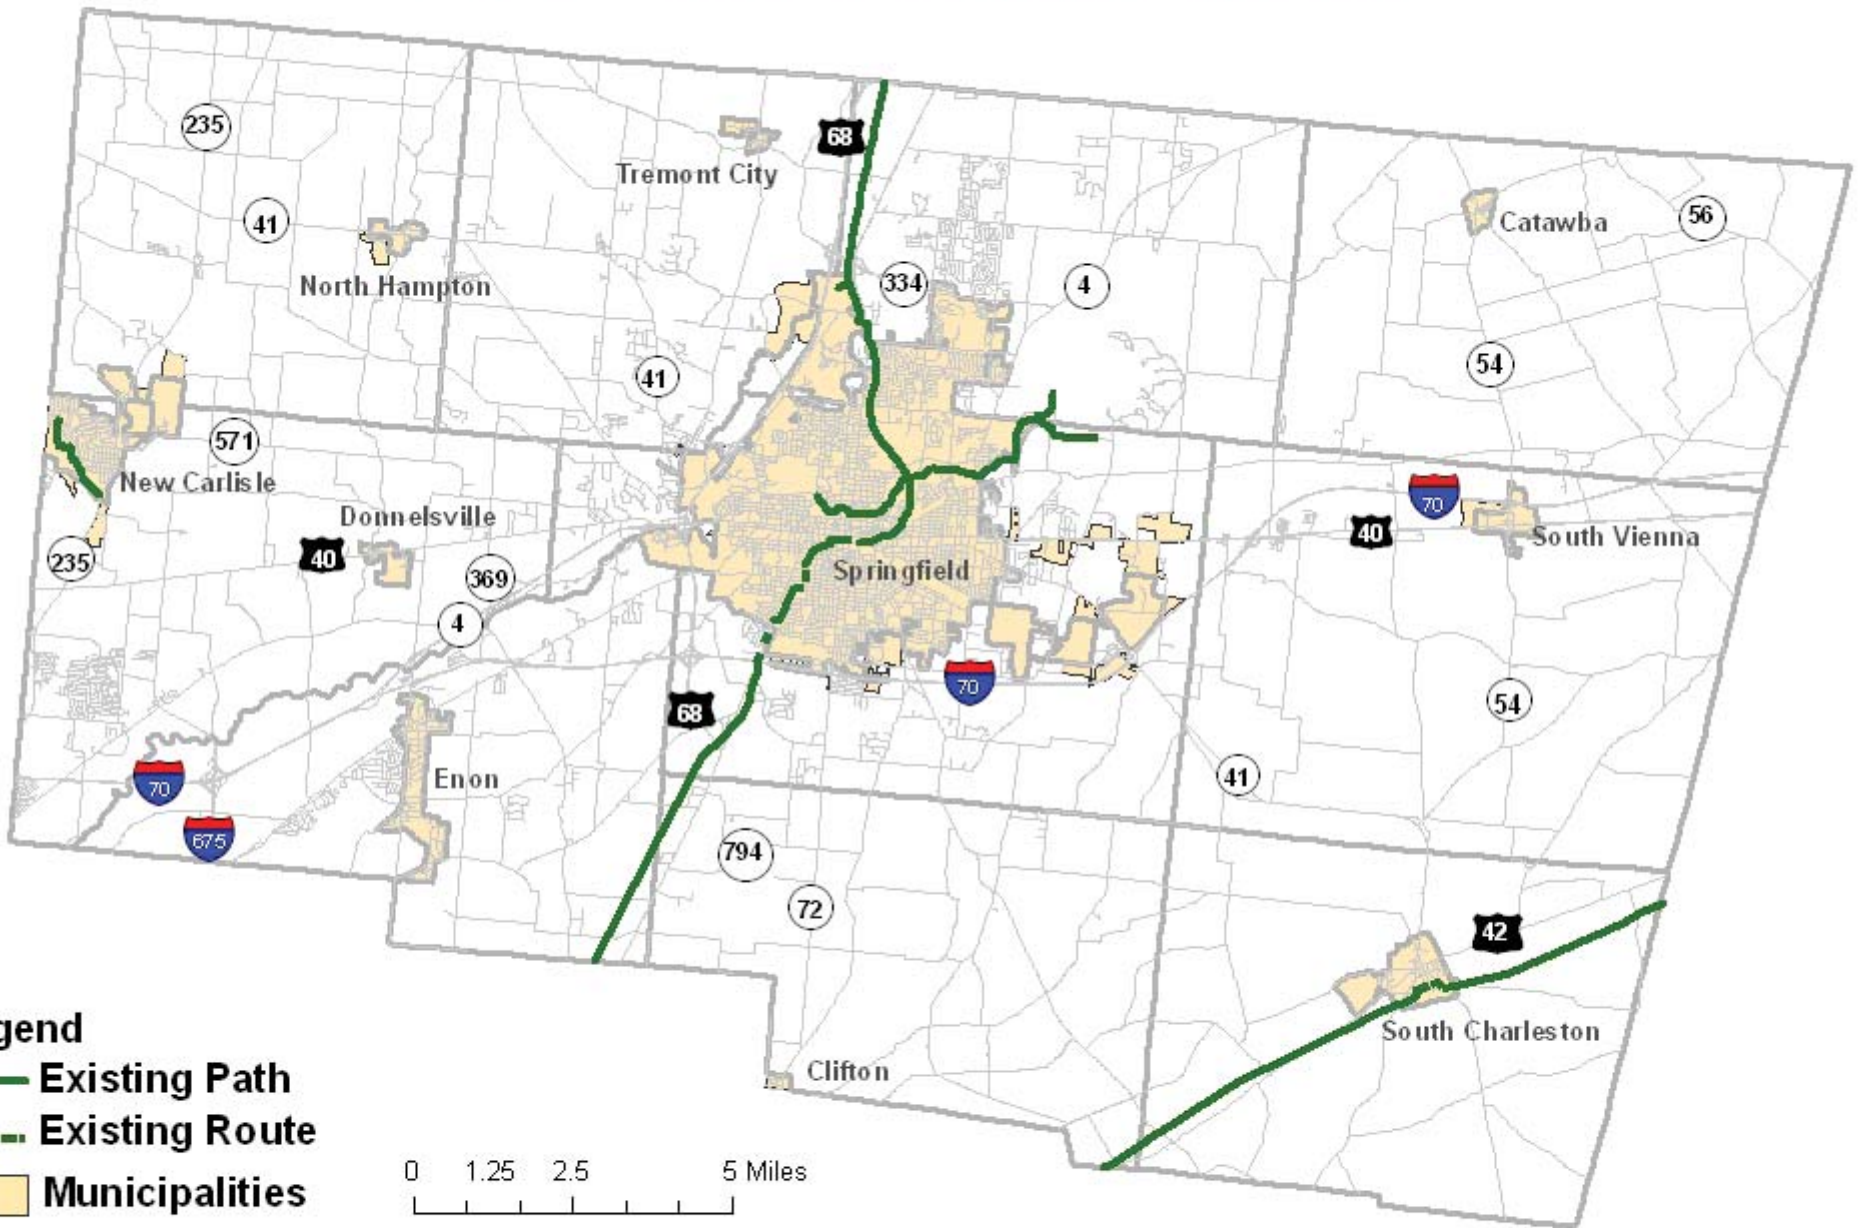 235
68
Tremont City
56
Catawba
41
North Hampton
334
4
54
41
571
New Carlisle
70
Donnelsville
40
40
South Vienna
235
369
Springfield
4
70
54
68
70
Enon
41
675
794
72
42
South Charleston
gend
Existing Path
Clifton
Existing Route
0 1.25 2.5 5 Miles
Municipalities